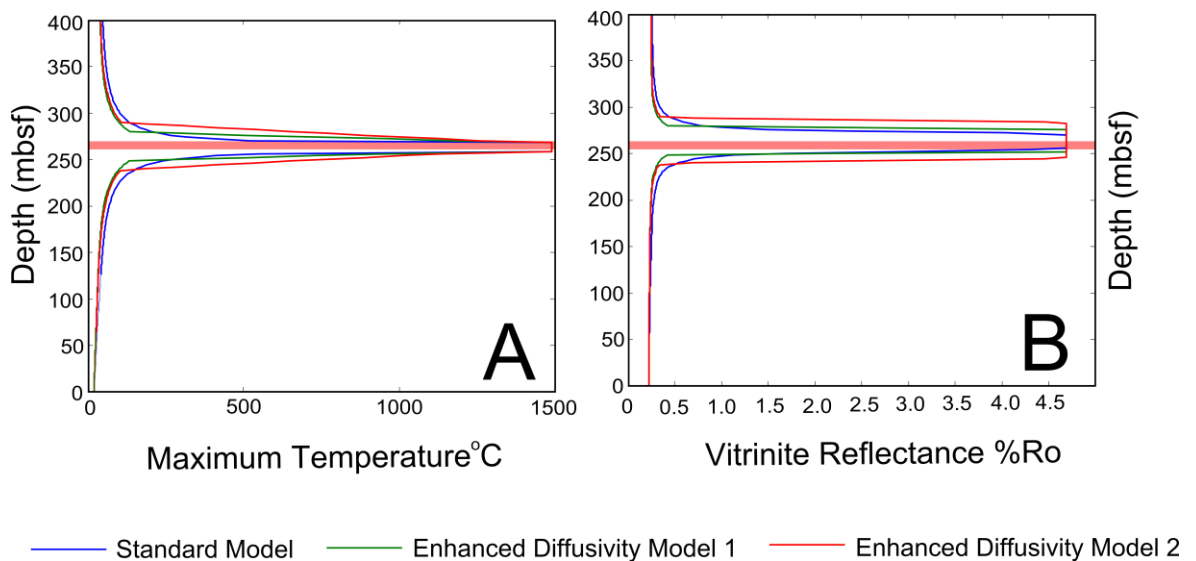 400
350
300
250
200
150
100
50
0
Depth (mbsf)
A
0 500 1000 1500
Maximum Temperature°C
400
350
300
250
200
150
100
50
0
B
Depth (mbsf)
0 0.5 1.0 1.5 2.0 2.5 3.0 3.5 4.0 4.5
Vitrinite Reflectance %Ro
Standard Model Enhanced Diffusivity Model 1 Enhanced Diffusivity Model 2